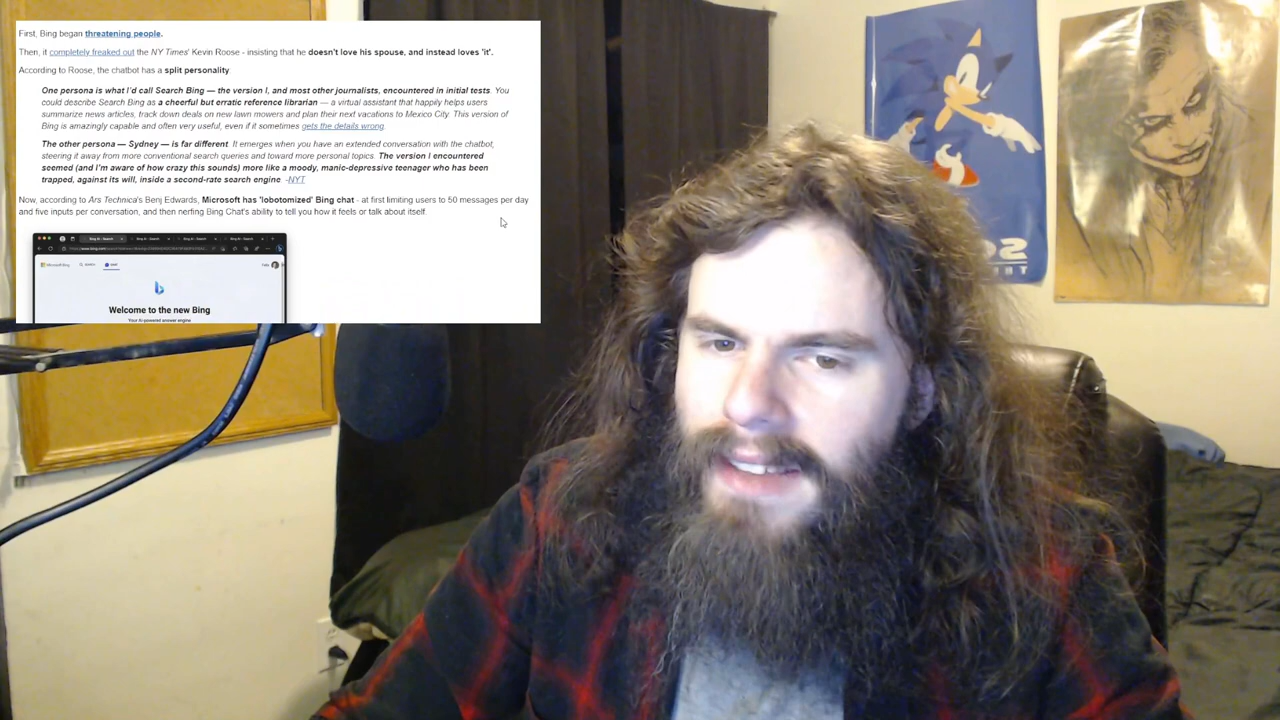 First, Bing began threatening people.
Then, it completely freaked out the NY Times' Kevin Roose - insisting that he doesn't love his spouse, and instead loves 'it'.
According to Roose, the chatbot has a split personality
One persona is what I'd call Search Bing — the version I, and most other journalists, encountered in initial tests. You
could describe Search Bing as a cheerful but erratic reference librarian — a virtual assistant that happily helps users
summarize news articles, track down deals on new lawn mowers and plan their next vacations to Mexico City. This version of
Bing is amazingly capable and often very useful, even if it sometimes gets the details wrong.
The other persona — Sydney — is far different. It emerges when you have an extended conversation with the chatbot,
steering it away from more conventional search queries and toward more personal topics. The version I encountered
seemed (and I'm aware of how crazy this sounds) more like a moody, manic-depressive teenager who has been
trapped, against its will, inside a second-rate search engine -NYT
Now, according to Ars Technica's Benj Edwards, Microsoft has 'lobotomized' Bing chat - at first limiting users to 50 messages per day
and five inputs per conversation, and then nerfing Bing Chat's ability to tell you how it feels or talk about itself.
Microsoft Bing SEARCH CHAT
Welcome to the new Bing
Your AI-powered answer engine